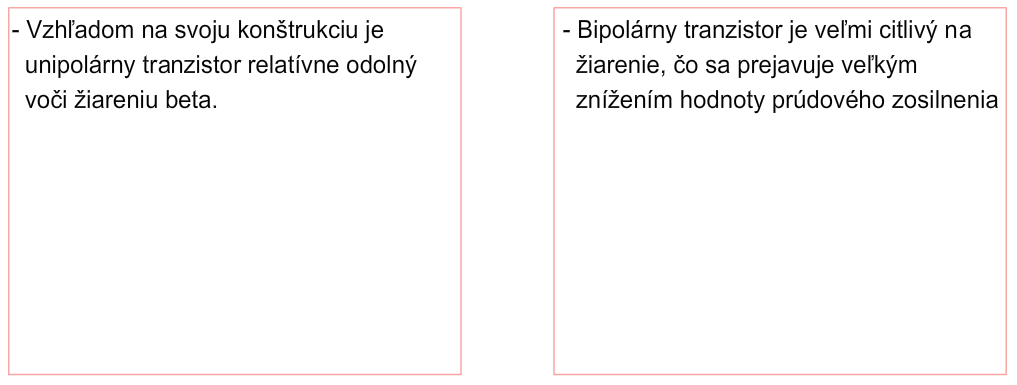 - Vzhľadom na svoju konštrukciu je
unipolárny tranzistor relatívne odolný
voči žiareniu beta.
- Bipolárny tranzistor je veľmi citlivý na
žiarenie, čo sa prejavuje veľkým
znížením hodnoty prúdového zosilnenia